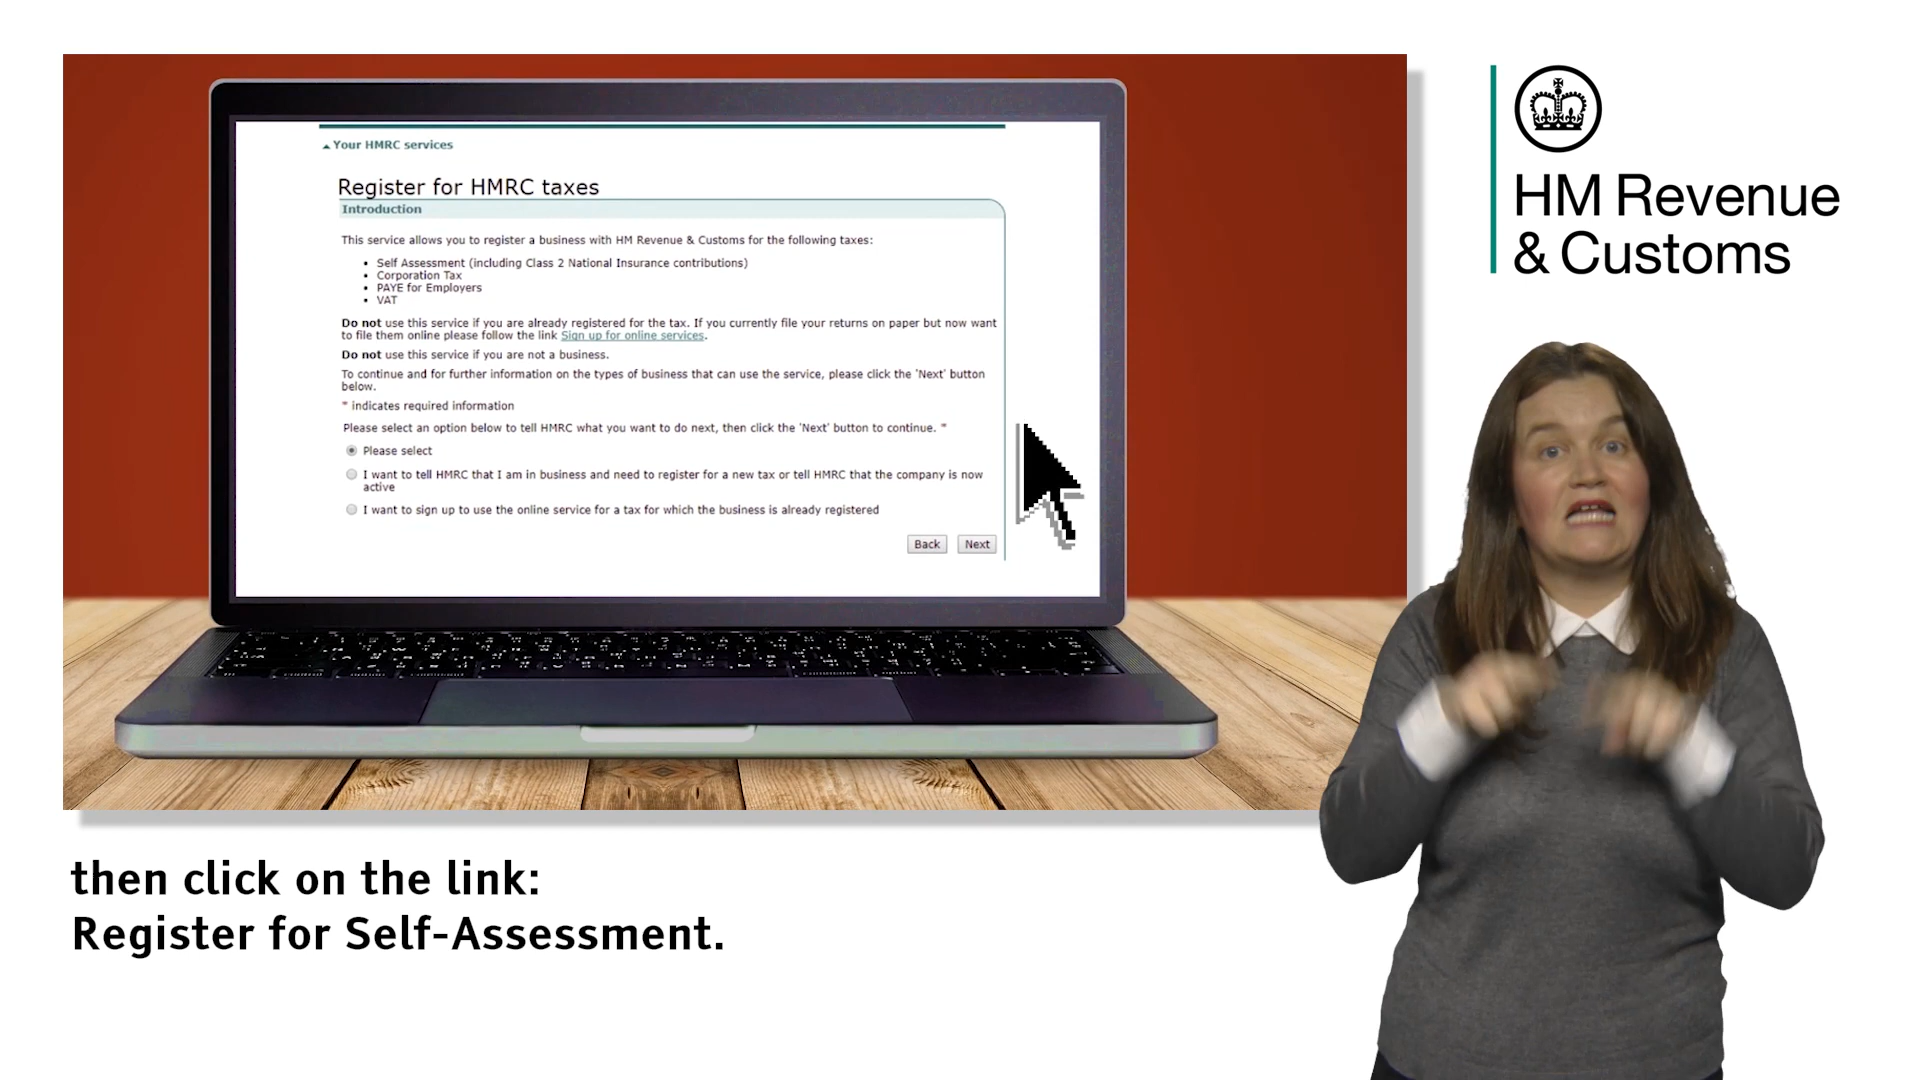 Your HMRC services
Register for HMRC taxes
Introduction
This service allows you to register a business with HM Revenue & Customs for the following taxes:
• Self Assessment (including Class 2 National Insurance contributions)
• Corporation Tax
• PAYE for Employers
• VAT
Do not use this service if you are already registered for the tax. If you currently file your returns on paper but now want
to file them online please follow the link Sign up for online services.
Do not use this service if you are not a business.
To continue and for further information on the types of business that can use the service, please click the 'Next' button
below.
* indicates required information
Please select an option below to tell HMRC what you want to do next, then click the 'Next' button to continue. *
Please select
I want to tell HMRC that I am in business and need to register for a new tax or tell HMRC that the company is now
active
I want to sign up to use the online service for a tax for which the business is already registered
Back Next
HM Revenue
& Customs
then click on the link:
Register for Self-Assessment.